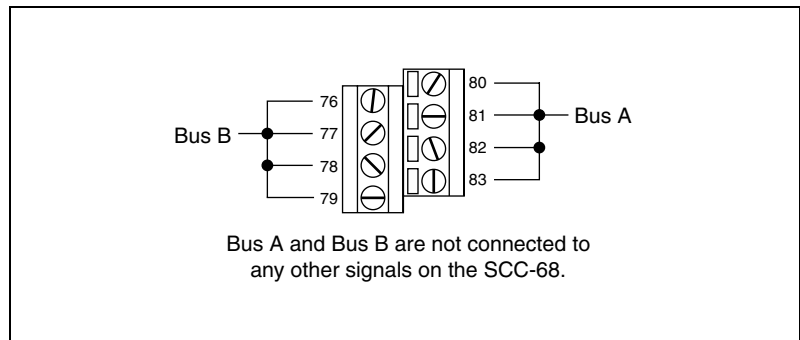 76
77
78
79
Bus B
80
81
82
83
Bus A
Bus A and Bus B are not connected to
any other signals on the SCC-68.